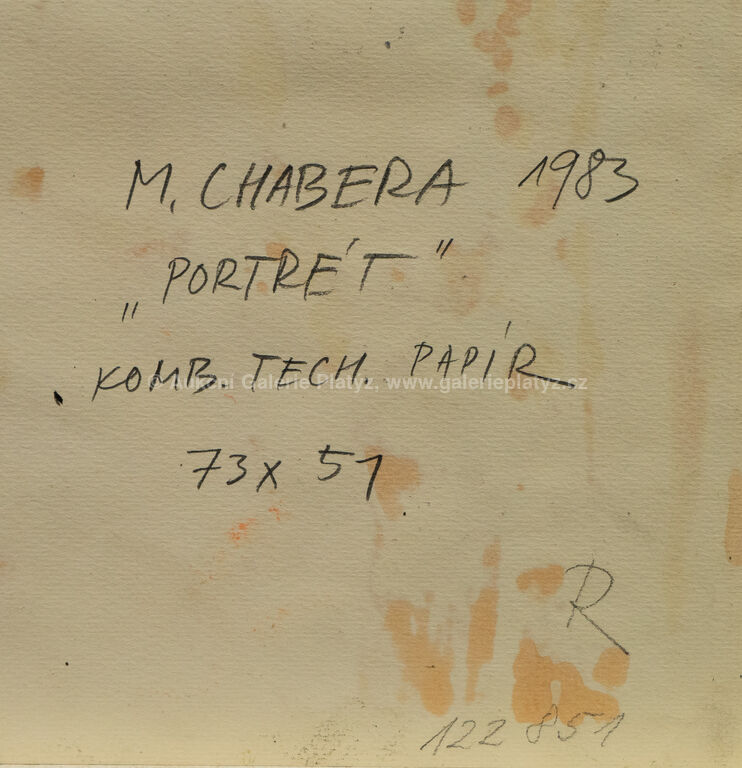 M. CHABERA 1983
„PORTRÉT"
KOMB. TECH. PAPÍR
© Aukční Galerie Platýz, www.galerieplatyz.cz
73 x 51
R
122 851